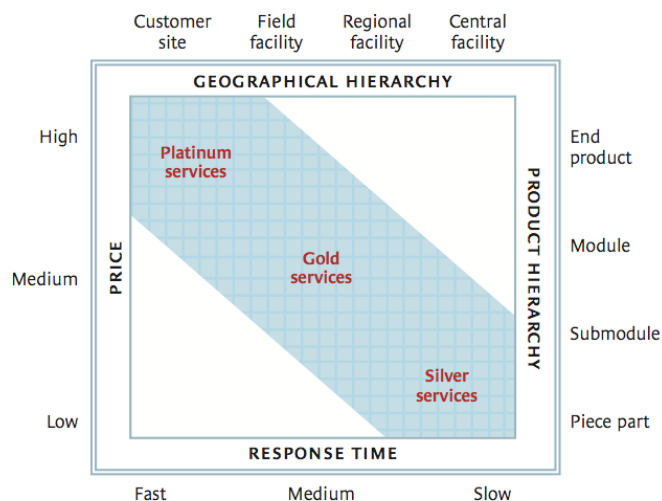 Customer site
Field facility
Regional facility
Central facility
GEOGRAPHICAL HIERARCHY
High
Platinum services
End product
PRICE
PRODUCT HIERARCHY
Module
Gold services
Medium
Submodule
Silver services
Low
Piece part
RESPONSE TIME
Fast
Medium
Slow